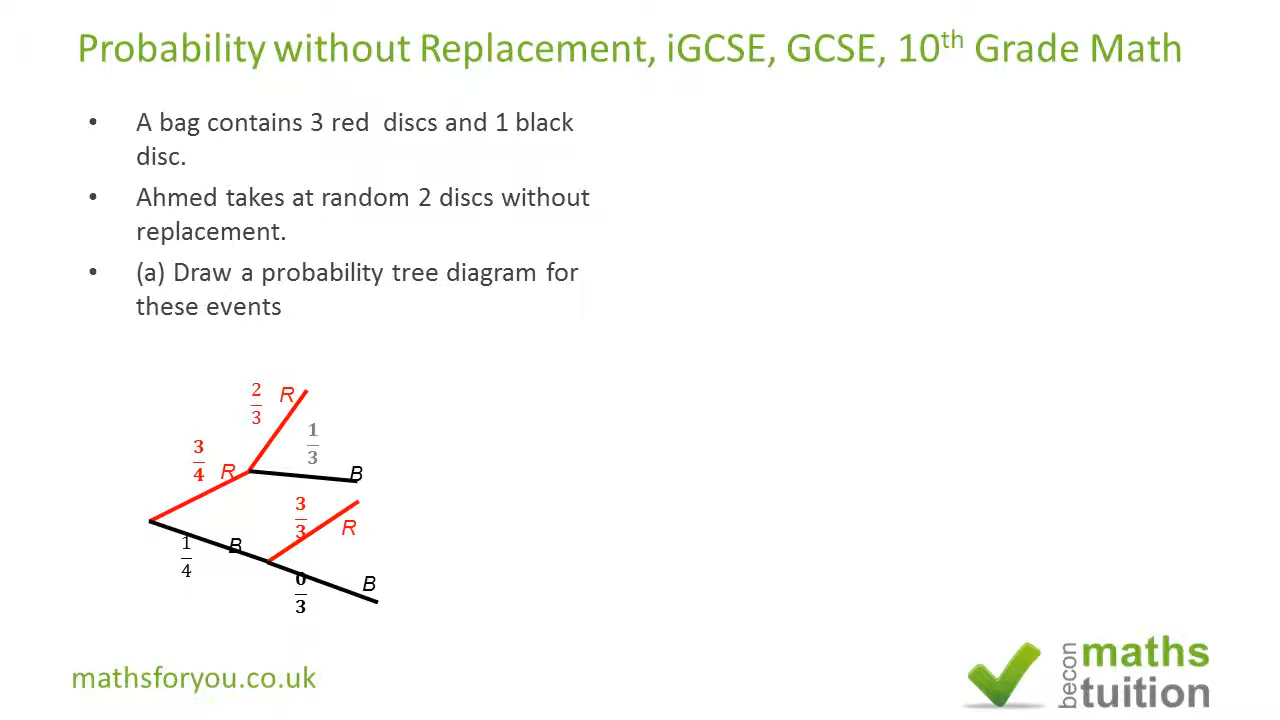 Probability without Replacement, iGCSE, GCSE, 10th Grade Math
• A bag contains 3 red discs and 1 black
disc.
• Ahmed takes at random 2 discs without
replacement.
• (a) Draw a probability tree diagram for
these events
2/3 R
1/3
3/4 R
B
3/3
R
1/4 B
0/3 B
mathsforyou.co.uk
becon
maths
tuition